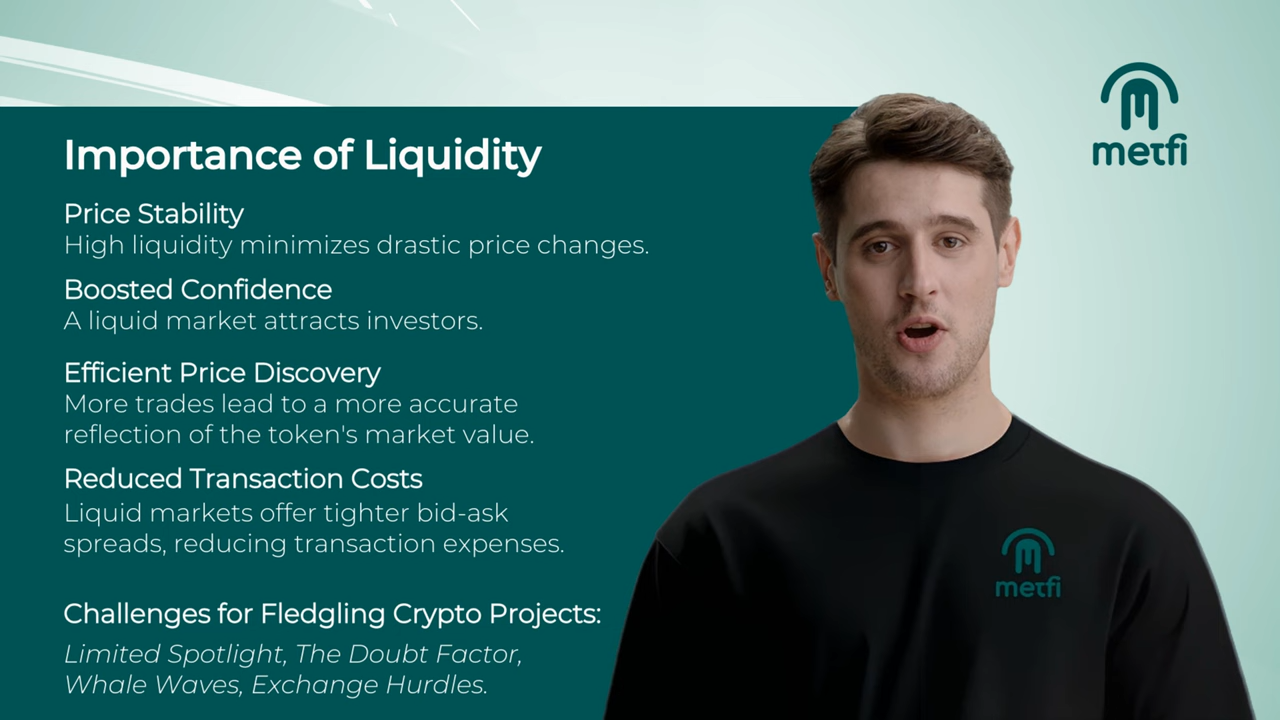 Importance of Liquidity
Price Stability
High liquidity minimizes drastic price changes.
Boosted Confidence
A liquid market attracts investors.
Efficient Price Discovery
More trades lead to a more accurate
reflection of the token's market value.
Reduced Transaction Costs
Liquid markets offer tighter bid-ask
spreads, reducing transaction expenses.
Challenges for Fledgling Crypto Projects:
Limited Spotlight, The Doubt Factor,
Whale Waves, Exchange Hurdles.
metfi
metfi